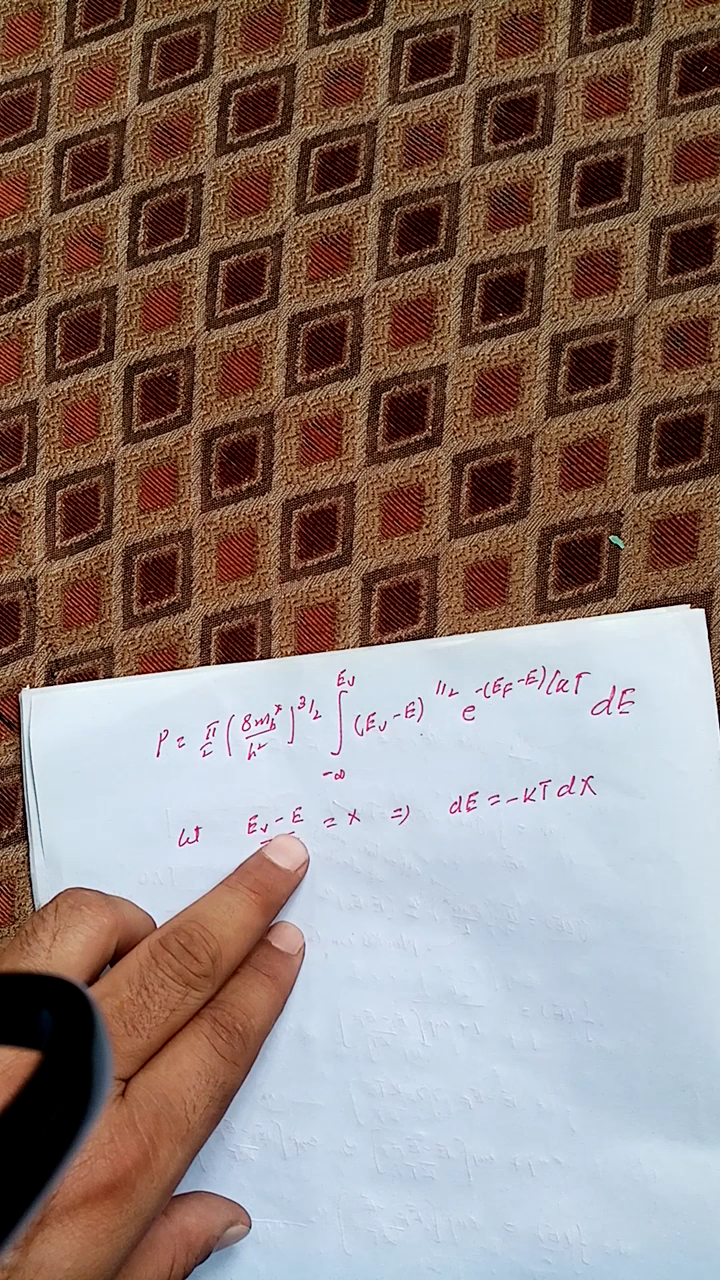 P = π/2 (8m_h*/h²)^3/2 ∫_-∞^E_v (E_v - E)^1/2 e^-(E_F - E)/kT dE
Let E_v - E = x ⇒ dE = -kT dx